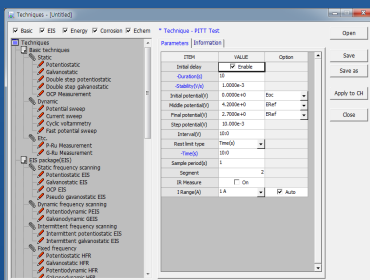 Techniques - [Untitled]
Basic EIS Energy Corrosion Echem
Techniques
Basic techniques
Static
Potentiostatic
Galvanostatic
Double step potentiostatic
Double step galvanostatic
OCP Measurement
Dynamic
Potential sweep
Current sweep
Cyclic voltammetry
Fast potential sweep
Etc.
P-Ru Measurement
G-Ru Measurement
EIS package(EIS)
Static frequency scanning
Potentiostatic EIS
Galvanostatic EIS
OCP EIS
Pseudo gavanostatic EIS
Dynamic frequency scanning
Potentiodynamic PEIS
Galvanodynamic GEIS
Intermittent frequency scanning
Intermittent potentiostatic EIS
Intermittent galvanostatic EIS
Fixed frequency
Potentiostatic HFR
Galvanostatic HFR
Potentiodynamic HFR
* Technique - PITT Test
Parameters Information
ITEM VALUE Option
Initial delay Enable
-Duration(s) 10
-Stability(V/s) 1.0000e-3
Initial potential(V) 0.0000e+0 Eoc
Middle potential(V) 4.2000e+0 ERef
Final potential(V) 2.7000e+0 ERef
Step potential(V) 10.000e-3
Interval(V) 10:0
Rest limit type Time(s)
-Time(s) 10:0
Sample period(s) 1
Segment 2
IR Measure On
I Range(A) 1 A Auto
Open
Save
Save as
Apply to CH
Close